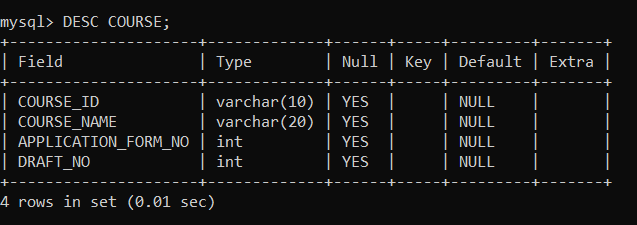 mysql> DESC COURSE;
+---------------------+-------------+------+-----+---------+-------+
| Field               | Type        | Null | Key | Default | Extra |
+---------------------+-------------+------+-----+---------+-------+
| COURSE_ID           | varchar(10) | YES  |     | NULL    |       |
| COURSE_NAME         | varchar(20) | YES  |     | NULL    |       |
| APPLICATION_FORM_NO | int         | YES  |     | NULL    |       |
| DRAFT_NO            | int         | YES  |     | NULL    |       |
+---------------------+-------------+------+-----+---------+-------+
4 rows in set (0.01 sec)